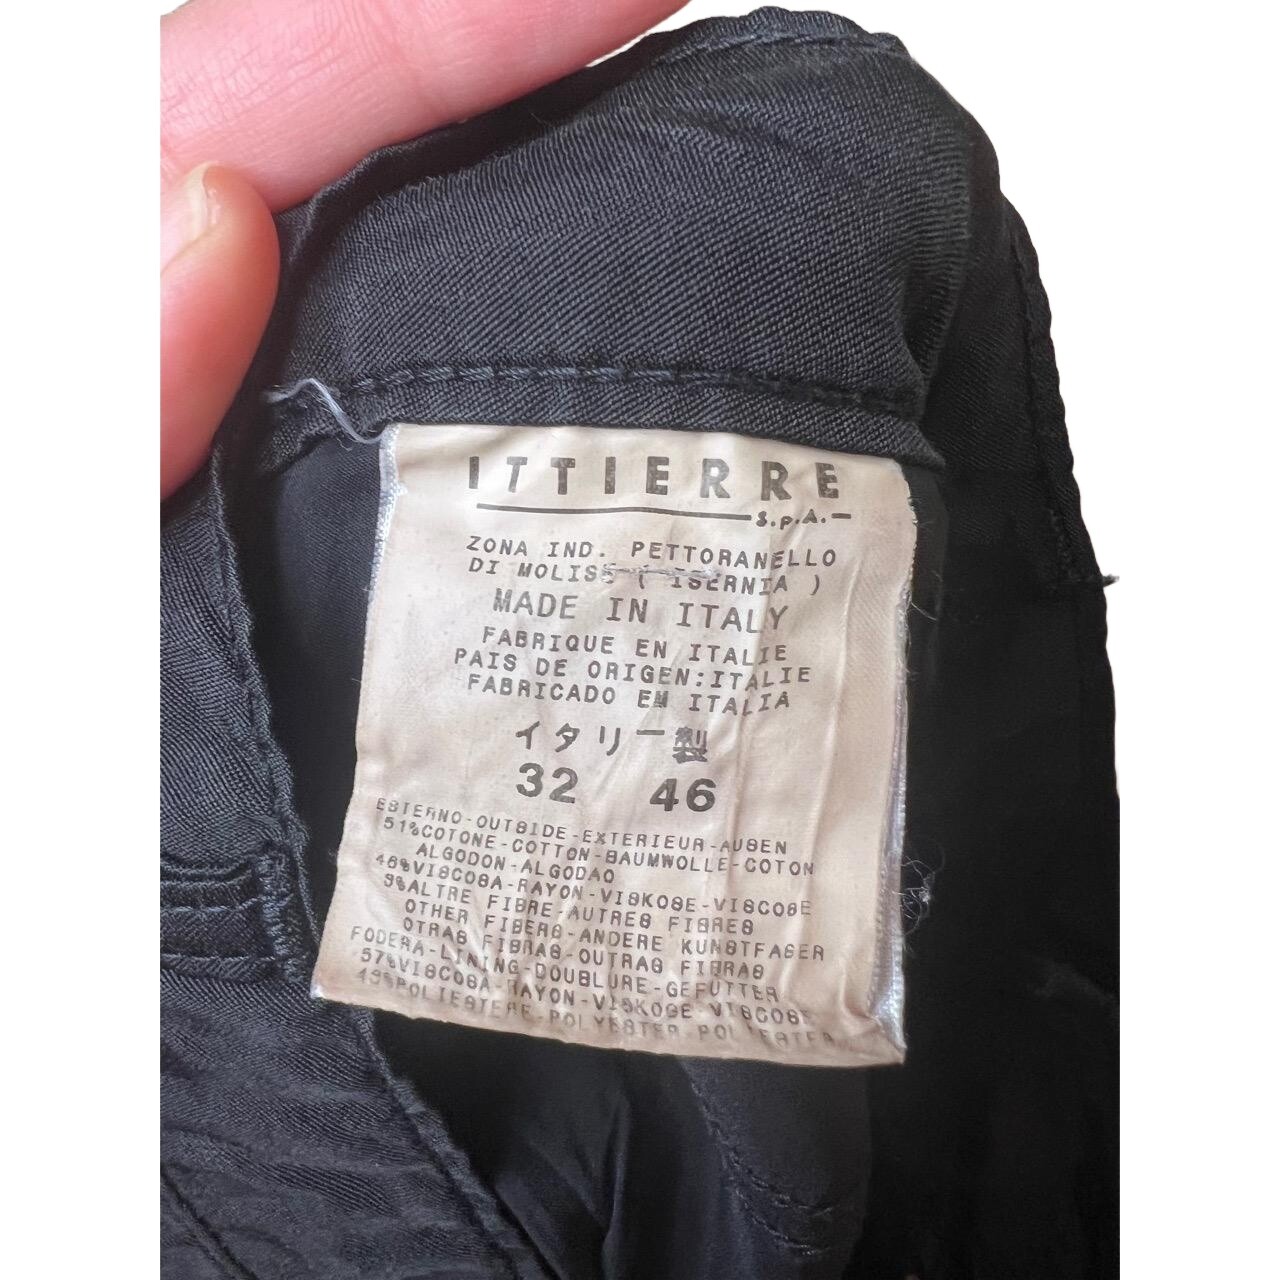 ITTIERRE
S.p.A.
ZONA IND. PETTORANELLO
DI MOLISE ( ISERNIA )
MADE IN ITALY
FABRIQUE EN ITALIE
PAIS DE ORIGEN:ITALIE
FABRICADO EM ITALIA
イタリー製
32 46
ESTERNO-OUTSIDE-EXTERIEUR-AUSEN
51%COTONE-COTTON-BAUMWOLLE-COTON
ALGODON-ALGODAO
46%VISCOSA-RAYON-VISKOSE-VISCOSE
3%ALTRE FIBRE-AUTRES FIBRES
OTHER FIBERS-ANDERE KUNSTFASER
OTRAS FIBRAS-OUTRAS FIBRAS
FODERA-LINING-DOUBLURE-GEFUTTER
57%VISCOSA-RAYON-VISKOSE-VISCOSE
43%POLIESTERE-POLYESTER-POLYESTER